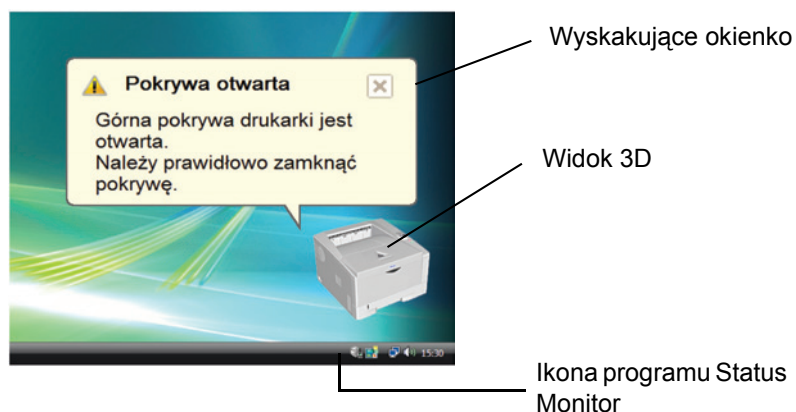 Wyskakujące okienko
Pokrywa otwarta
Górna pokrywa drukarki jest
otwarta.
Należy prawidłowo zamknąć
pokrywę.
Widok 3D
15:30
Ikona programu Status
Monitor